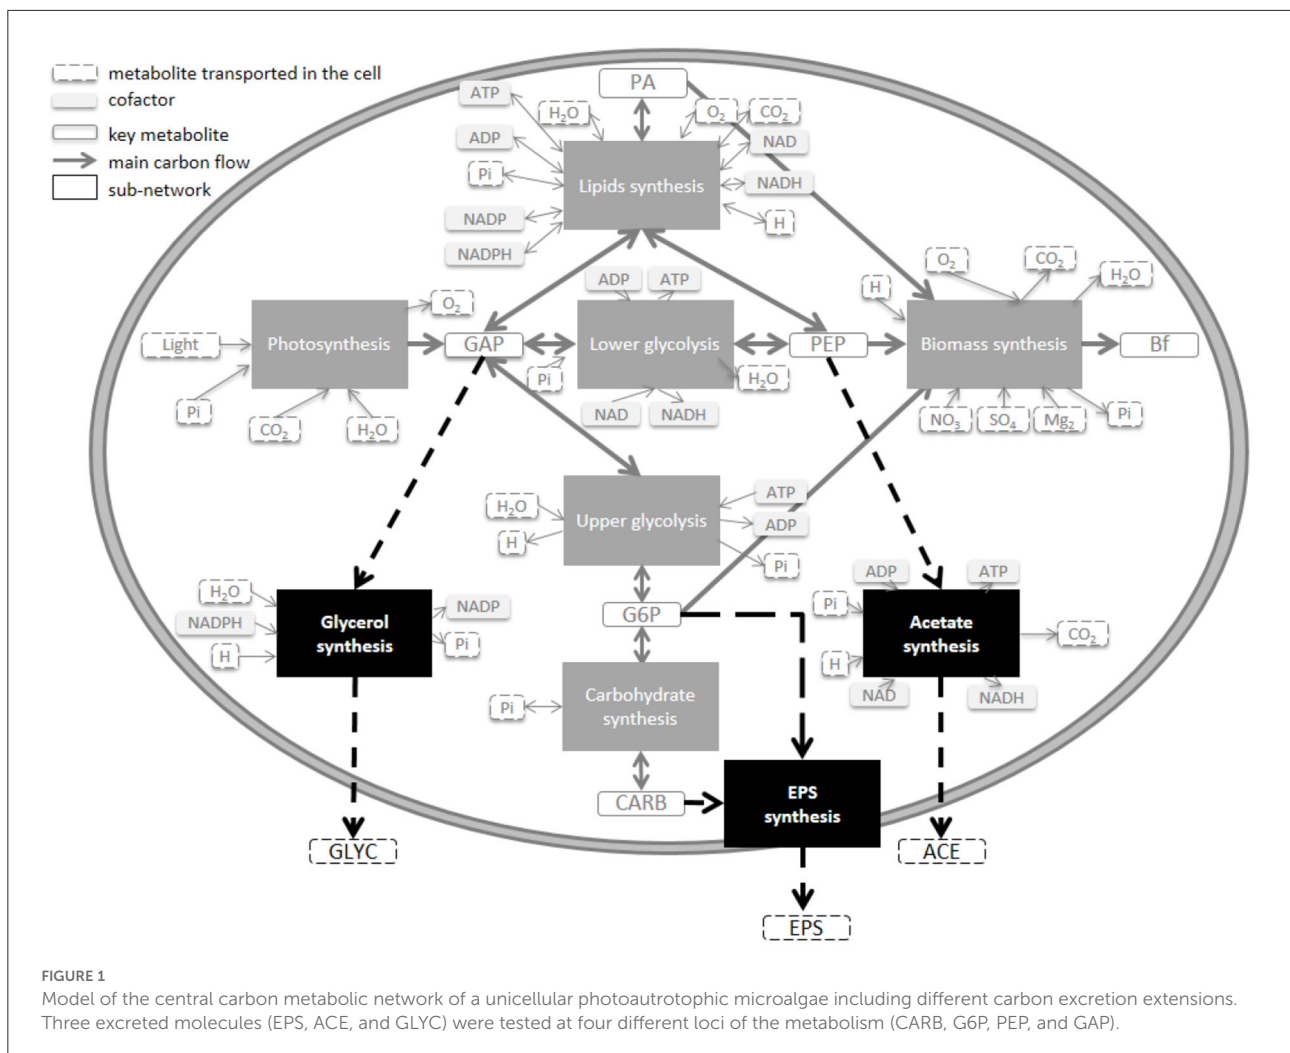 metabolite transported in the cell
cofactor
key metabolite
main carbon flow
sub-network
PA
ATP
H₂O
O₂
CO₂
ADP
NAD
Pi
Lipids synthesis
NADH
NADP
H
NADPH
O₂
CO₂
H₂O
H
ADP
ATP
O₂
Light
Photosynthesis
GAP
Lower glycolysis
PEP
Biomass synthesis
Bf
Pi
H₂O
Pi
CO₂
H₂O
NAD
NADH
NO₃
SO₄
Mg₂
Pi
H₂O
Upper glycolysis
ATP
ADP
H
Pi
H₂O
NADPH
H
Glycerol
synthesis
NADP
Pi
G6P
ADP
ATP
Pi
Acetate
synthesis
CO₂
H
NAD
NADH
Pi
Carbohydrate
synthesis
CARB
EPS
synthesis
GLYC
ACE
EPS
FIGURE 1
Model of the central carbon metabolic network of a unicellular photoautrotophic microalgae including different carbon excretion extensions.
Three excreted molecules (EPS, ACE, and GLYC) were tested at four different loci of the metabolism (CARB, G6P, PEP, and GAP).